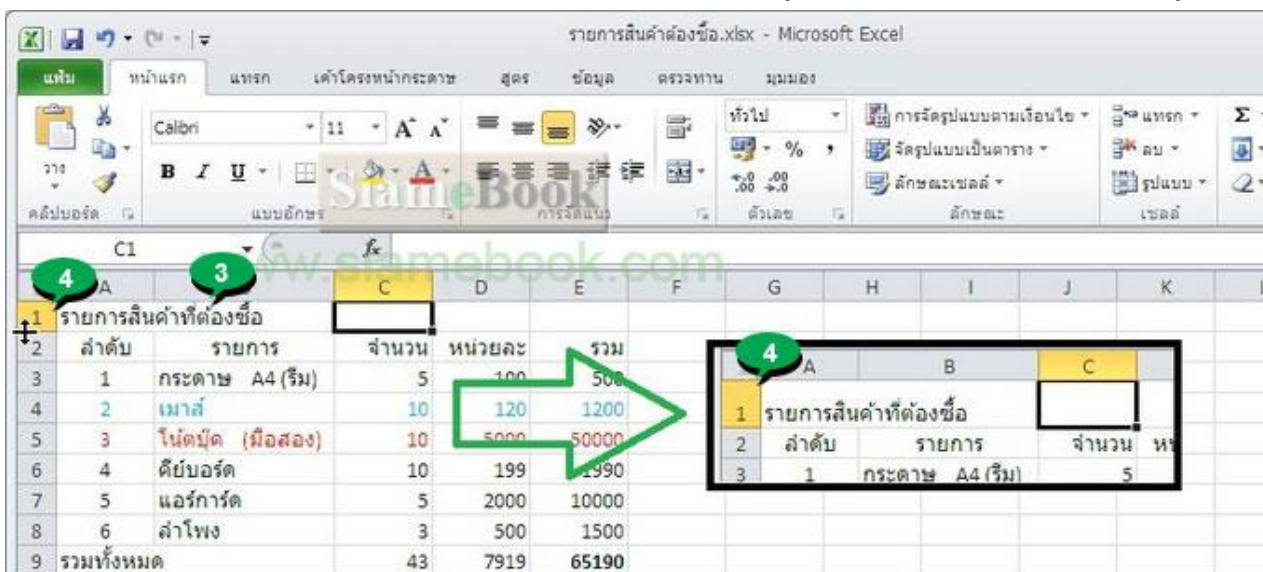 รายการสินค้าต้องซื้อ.xlsx - Microsoft Excel
แฟ้ม หน้าแรก แทรก เค้าโครงหน้ากระดาษ สูตร ข้อมูล ตรวจทาน มุมมอง
Calibri 11 A A ทั่วไป การจัดรูปแบบตามเงื่อนไข แทรก Σ
วาง B I U A % , จัดรูปแบบเป็นตาราง ลบ
.00 .0 ลักษณะเซลล์ รูปแบบ
คลิปบอร์ด แบบอักษร การจัดแนว ตัวเลข ลักษณะ เซลล์
SiameBook
www.siamebook.com
C1 fx
4 3
A C D E F G H I J K
1 รายการสินค้าที่ต้องซื้อ
2 ลำดับ รายการ จำนวน หน่วยละ รวม
3 1 กระดาษ A4 (รีม) 5 100 500
4 2 เมาส์ 10 120 1200
5 3 โน้ตบุ๊ค (มือสอง) 10 5000 50000
6 4 คีย์บอร์ด 10 199 1990
7 5 แอร์การ์ด 5 2000 10000
8 6 ลำโพง 3 500 1500
9 รวมทั้งหมด 43 7919 65190
4
A B C
1 รายการสินค้าที่ต้องซื้อ
2 ลำดับ รายการ จำนวน
3 1 กระดาษ A4 (รีม) 5